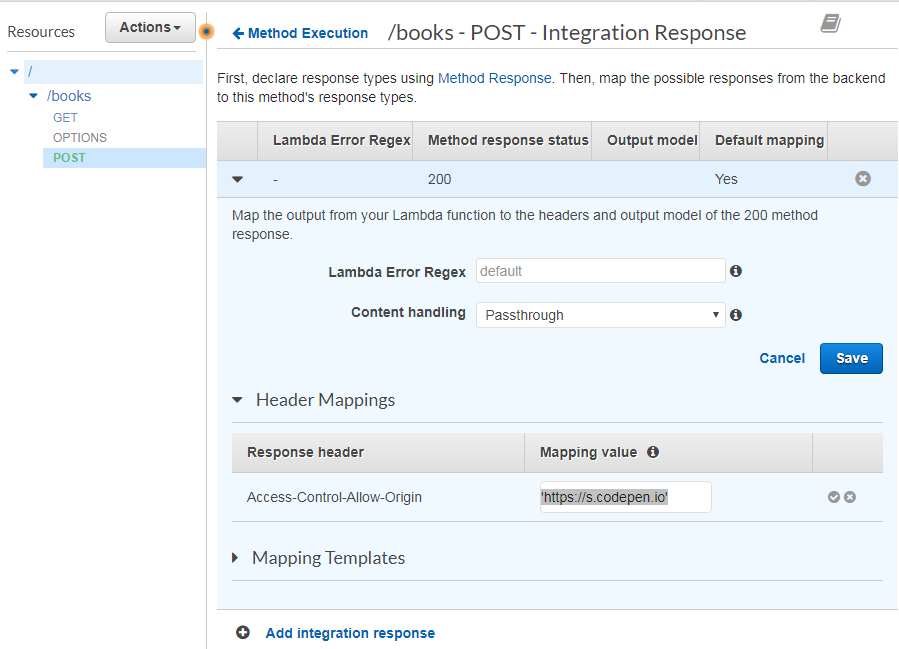 Resources
Actions
/
/books
GET
OPTIONS
POST
Method Execution /books - POST - Integration Response
First, declare response types using Method Response. Then, map the possible responses from the backend
to this method's response types.
Lambda Error Regex Method response status Output model Default mapping
- 200 Yes
Map the output from your Lambda function to the headers and output model of the 200 method
response.
Lambda Error Regex default
Content handling Passthrough
Cancel Save
Header Mappings
Response header Mapping value
Access-Control-Allow-Origin 'https://s.codepen.io'
Mapping Templates
Add integration response